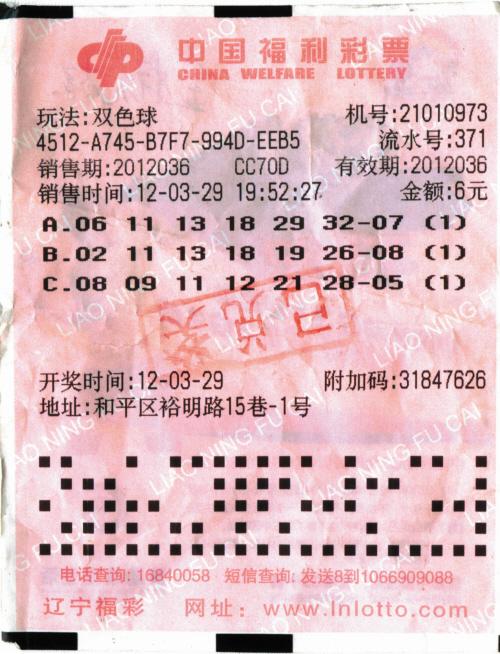 中国福利彩票
CHINA WELFARE LOTTERY
玩法:双色球 机号:21010973
4512-A745-B7F7-994D-EEB5 流水号:371
销售期:2012036 CC70D 有效期:2012036
销售时间:12-03-29 19:52:27 金额:6元
A.06 11 13 18 29 32-07 (1)
B.02 11 13 18 19 26-08 (1)
C.08 09 11 12 21 28-05 (1)
已兑奖
开奖时间:12-03-29 附加码:31847626
地址:和平区裕明路15巷-1号
电话查询: 16840058 短信查询: 发送8到1066909088
辽宁福彩 网址: www.lnlotto.com
LIAO NING FU CAI